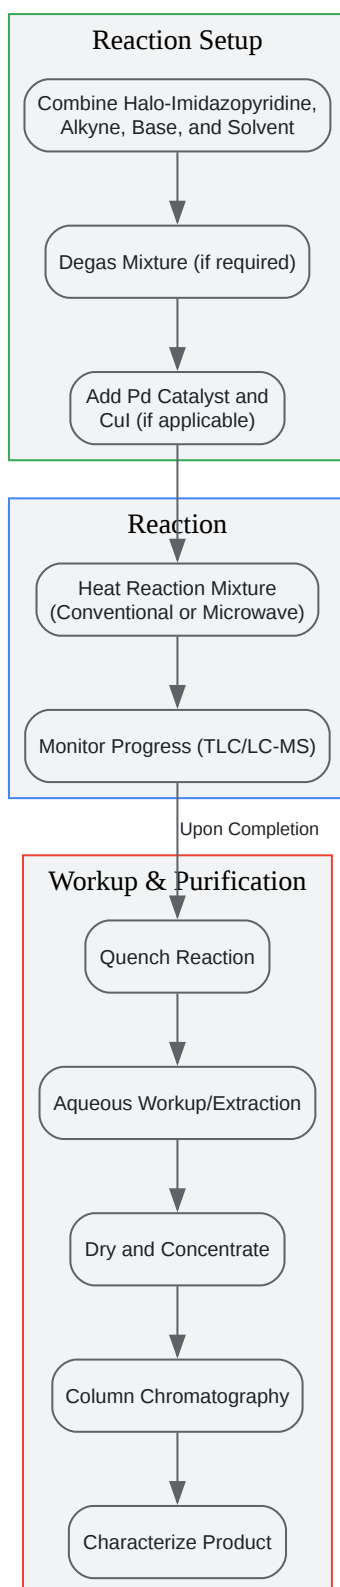 Reaction Setup
Combine Halo-Imidazopyridine,
Alkyne, Base, and Solvent
Degas Mixture (if required)
Add Pd Catalyst and
CuI (if applicable)
Reaction
Heat Reaction Mixture
(Conventional or Microwave)
Monitor Progress (TLC/LC-MS)
Upon Completion
Workup & Purification
Quench Reaction
Aqueous Workup/Extraction
Dry and Concentrate
Column Chromatography
Characterize Product